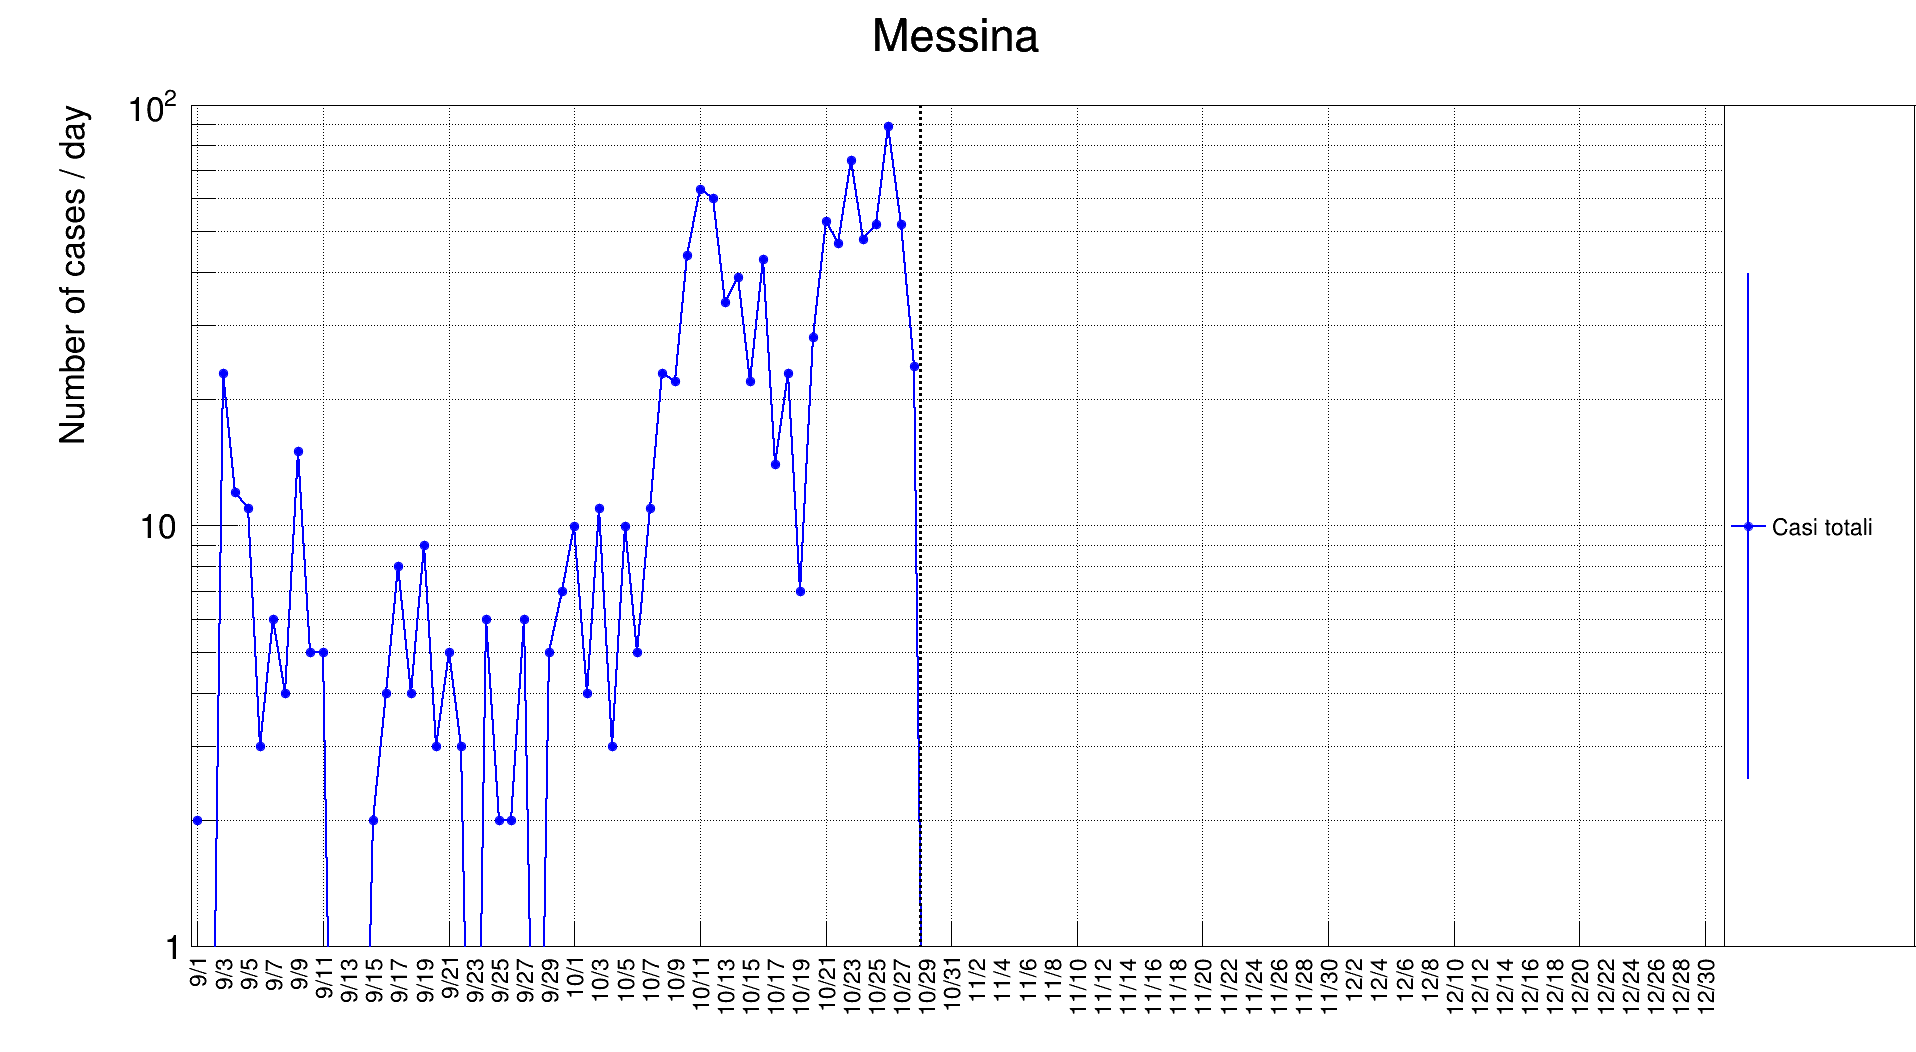 Messina
Number of cases / day
10²
10
1
9/1 9/3 9/5 9/7 9/9 9/11 9/13 9/15 9/17 9/19 9/21 9/23 9/25 9/27 9/29 10/1 10/3 10/5 10/7 10/9 10/11 10/13 10/15 10/17 10/19 10/21 10/23 10/25 10/27 10/29 10/31 11/2 11/4 11/6 11/8 11/10 11/12 11/14 11/16 11/18 11/20 11/22 11/24 11/26 11/28 11/30 12/2 12/4 12/6 12/8 12/10 12/12 12/14 12/16 12/18 12/20 12/22 12/24 12/26 12/28 12/30
Casi totali